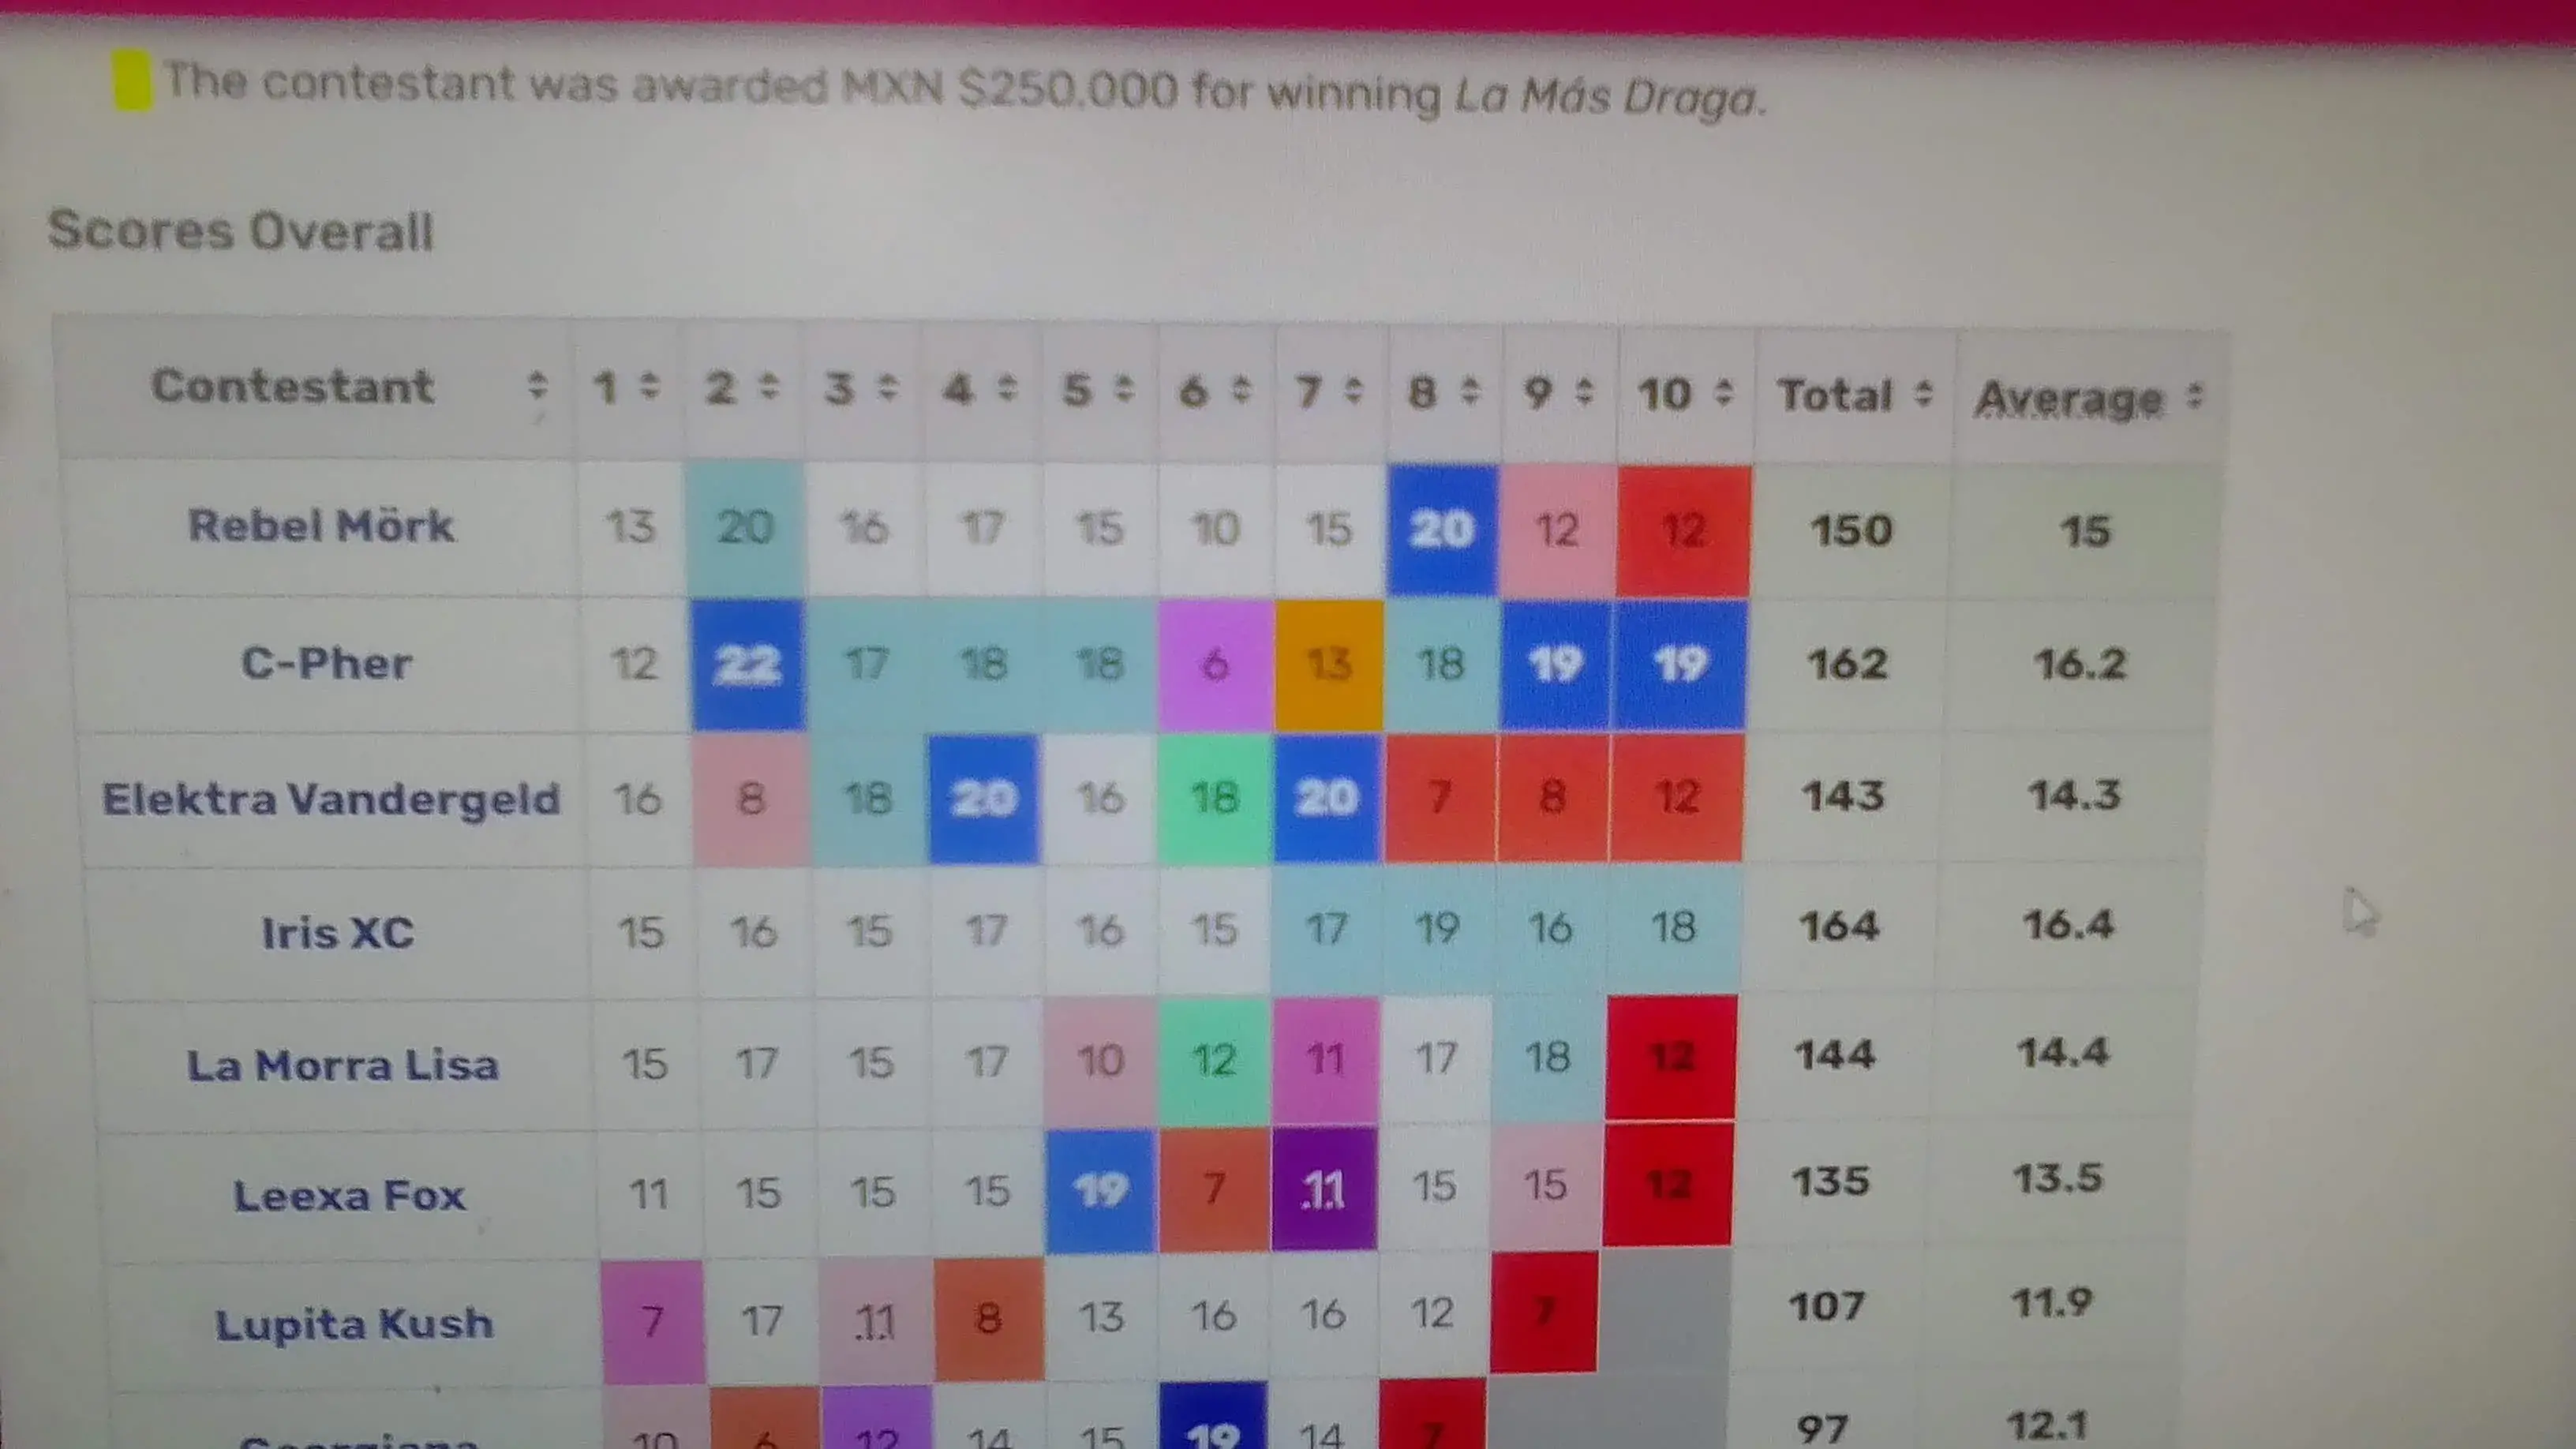 The contestant was awarded MXN $250.000 for winning La Más Draga.
Scores Overall
Contestant 1 2 3 4 5 6 7 8 9 10 Total Average
Rebel Mörk 13 20 16 17 15 10 15 20 12 12 150 15
C-Pher 12 22 17 18 18 6 13 18 19 19 162 16.2
Elektra Vandergeld 16 8 18 20 16 18 20 7 8 12 143 14.3
Iris XC 15 16 15 17 16 15 17 19 16 18 164 16.4
La Morra Lisa 15 17 15 17 10 12 11 17 18 12 144 14.4
Leexa Fox 11 15 15 15 19 7 11 15 15 12 135 13.5
Lupita Kush 7 17 11 8 13 16 16 12 7 107 11.9
10 6 12 14 15 19 14 7 97 12.1